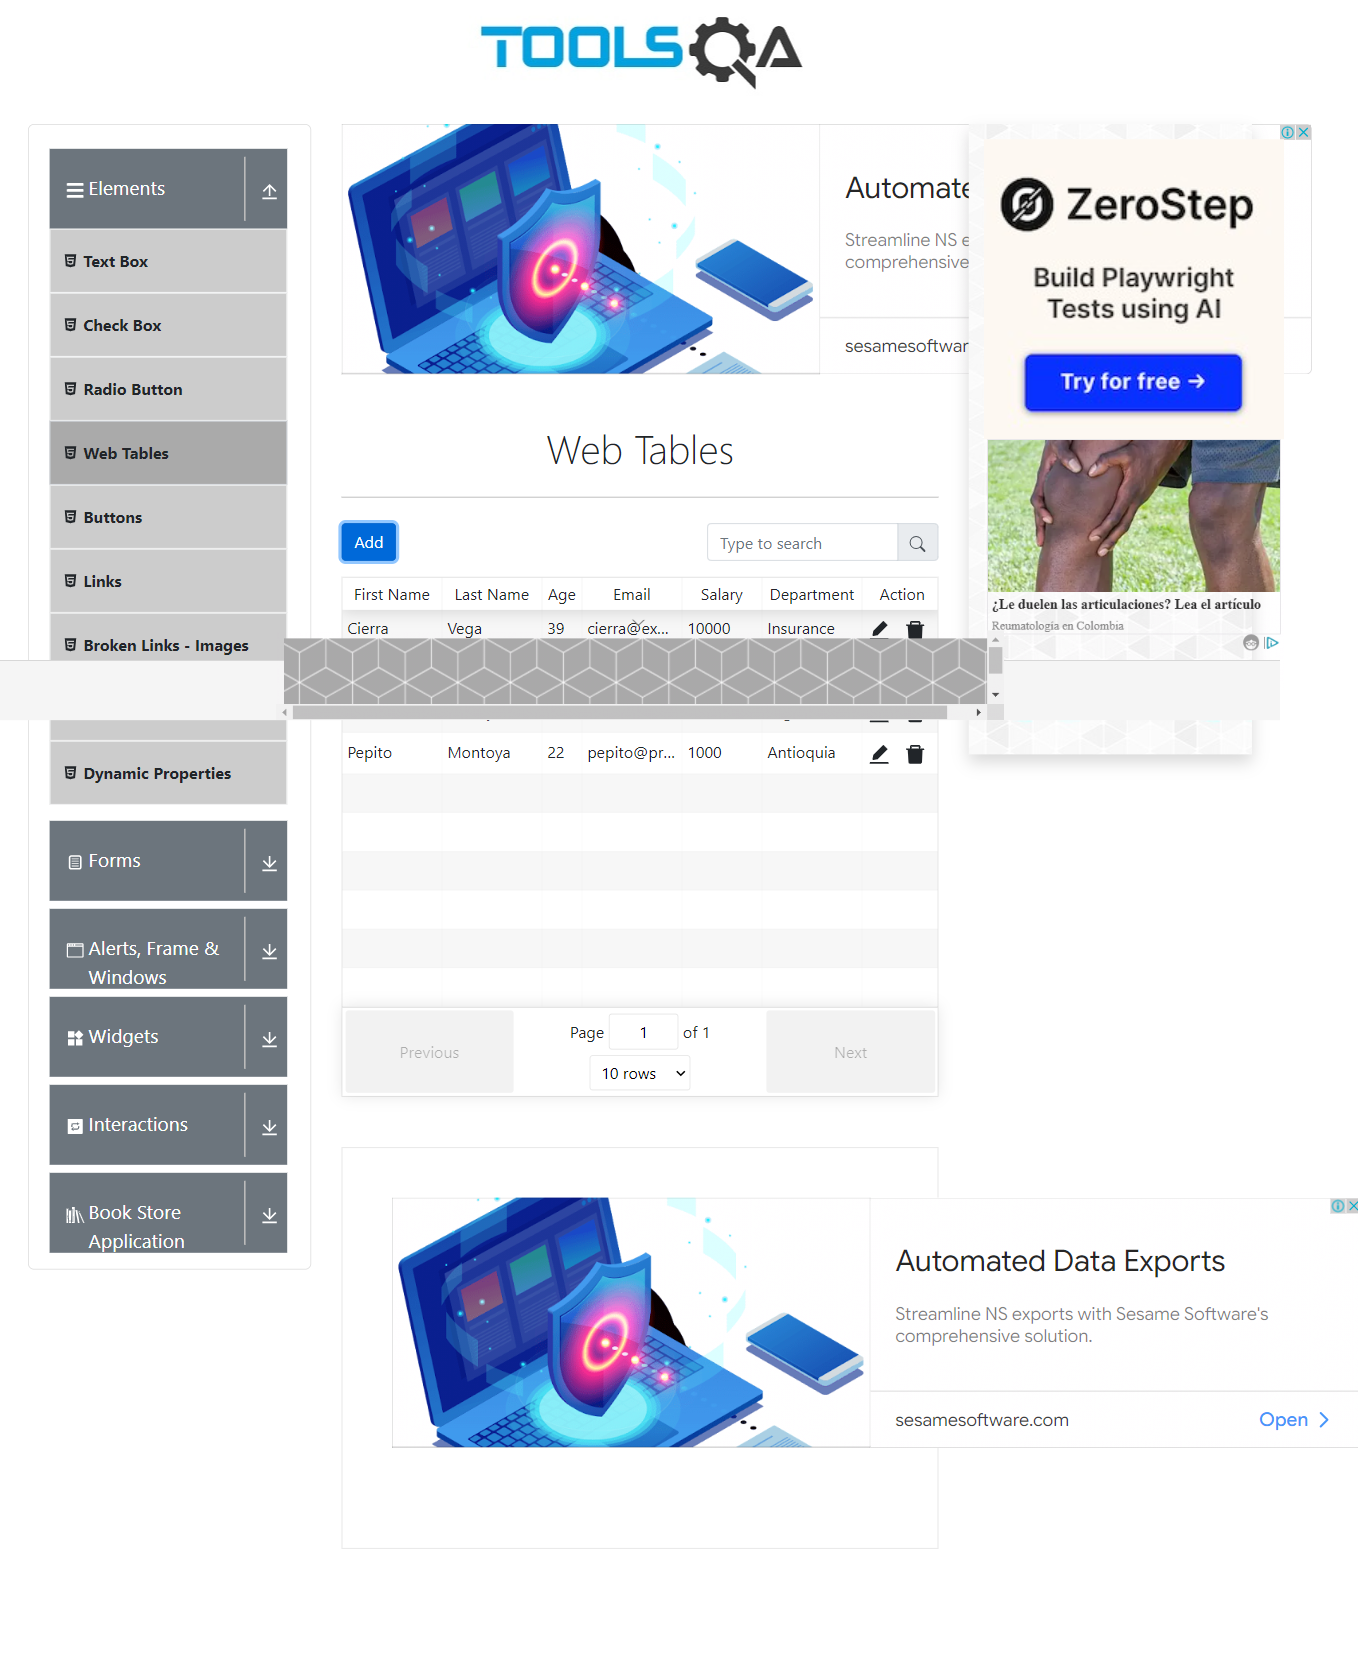 TOOLSQA
Elements
Text Box
Check Box
Radio Button
Web Tables
Buttons
Links
Broken Links - Images
Dynamic Properties
Forms
Alerts, Frame &
Windows
Widgets
Interactions
Book Store
Application
Automate
Streamline NS e
comprehensive
sesamesoftwar
ZeroStep
Build Playwright
Tests using AI
Try for free →
¿Le duelen las articulaciones? Lea el artículo
Reumatología en Colombia
Web Tables
Add
Type to search
First Name Last Name Age Email Salary Department Action
Cierra Vega 39 cierra@ex... 10000 Insurance
Pepito Montoya 22 pepito@pr... 1000 Antioquia
Previous
Page 1 of 1
10 rows
Next
Automated Data Exports
Streamline NS exports with Sesame Software's
comprehensive solution.
sesamesoftware.com
Open